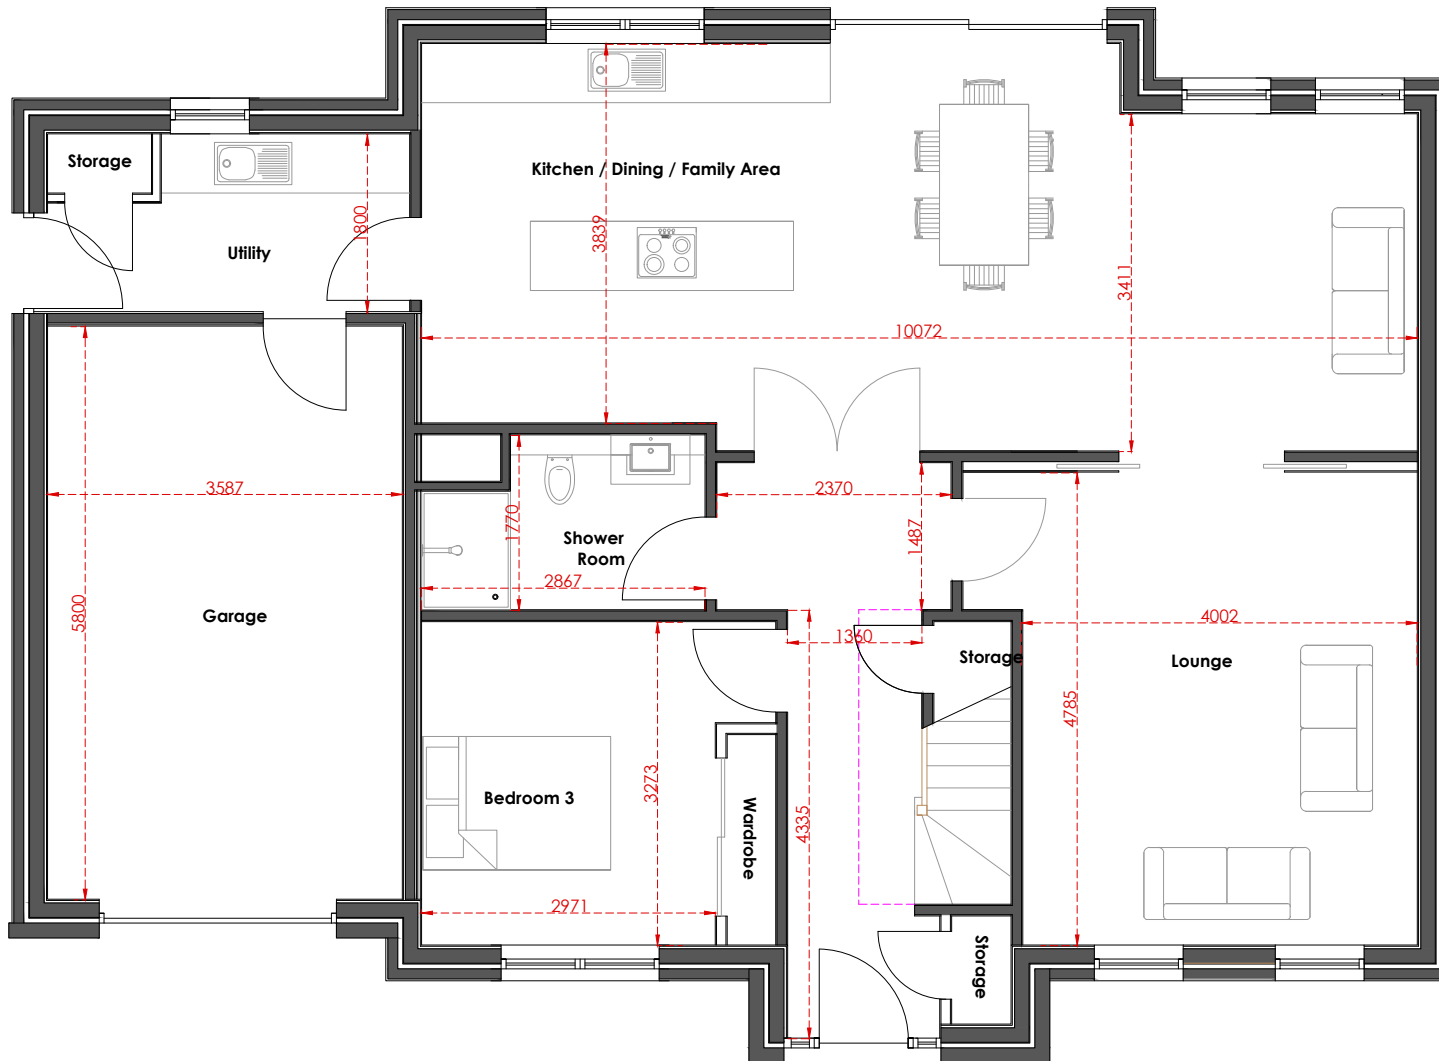 Storage
Kitchen / Dining / Family Area
1800
3839
Utility
3411
10072
3587
2370
1770
1487
Shower
Room
2867
5800
Garage
4002
1360
Storage
Lounge
4785
3273
Bedroom 3
4335
Wardrobe
2971
Storage